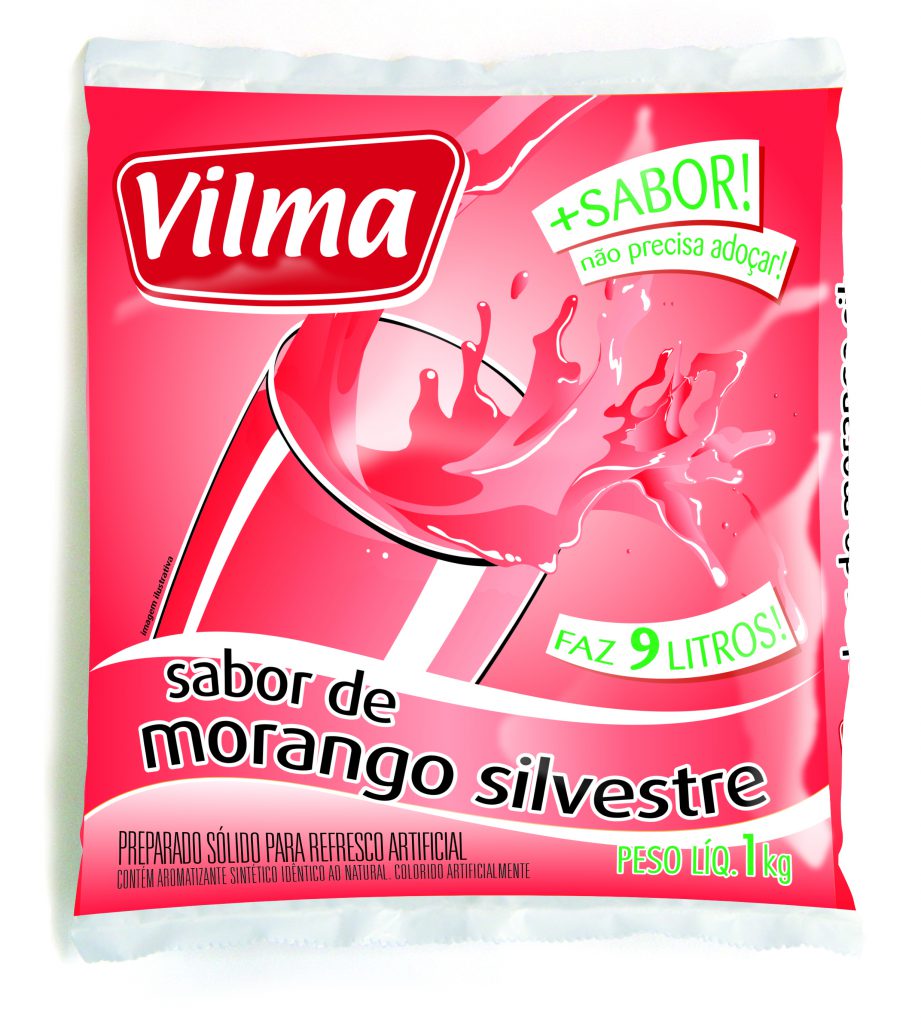 Vilma
+SABOR!
não precisa adoçar!
imagem ilustrativa
FAZ 9 LITROS!
sabor de
morango silvestre
PREPARADO SÓLIDO PARA REFRESCO ARTIFICIAL
CONTÉM AROMATIZANTE SINTÉTICO IDÊNTICO AO NATURAL. COLORIDO ARTIFICIALMENTE
PESO LÍQ. 1 kg